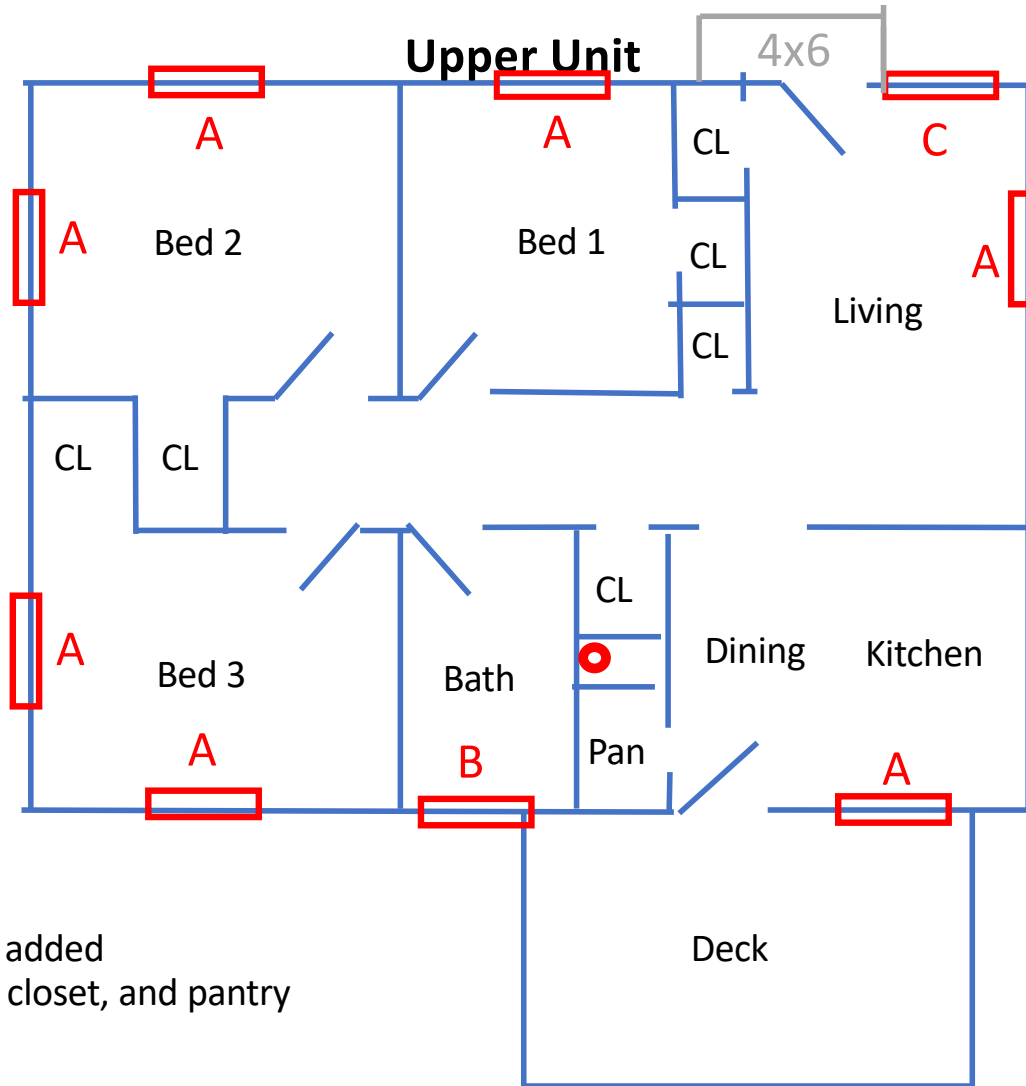 Upper Unit
4x6
A
A
CL
C
A
Bed 2
Bed 1
CL
A
Living
CL
CL
CL
CL
A
Bed 3
Bath
Dining
Kitchen
A
B
Pan
A
added
closet, and pantry
Deck